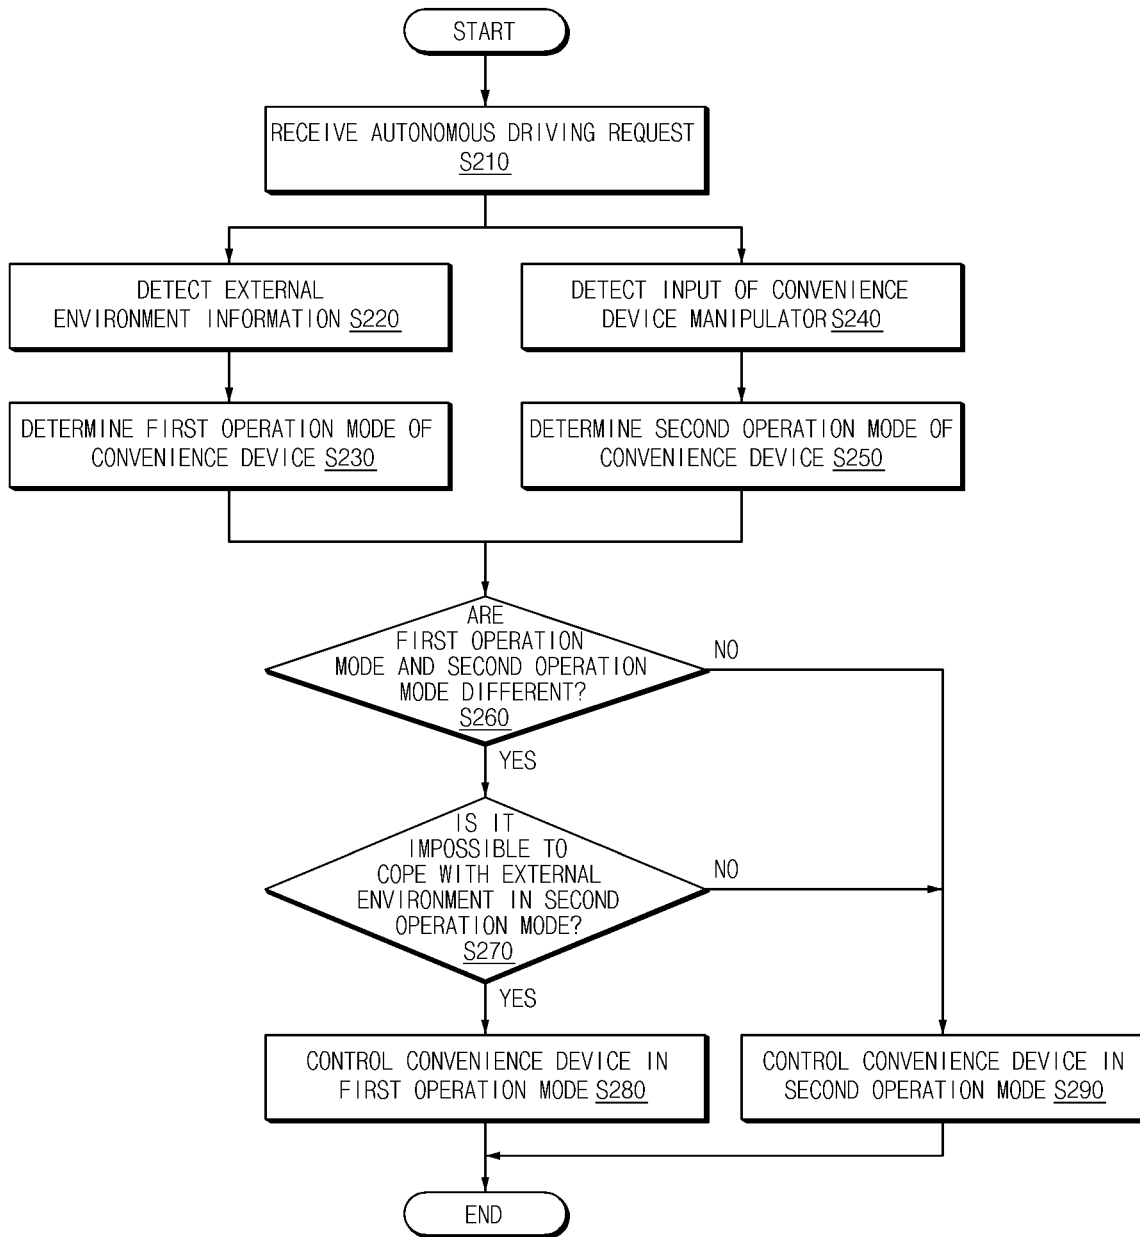 START
RECEIVE AUTONOMOUS DRIVING REQUEST
S210
DETECT EXTERNAL
ENVIRONMENT INFORMATION S220
DETECT INPUT OF CONVENIENCE
DEVICE MANIPULATOR S240
DETERMINE FIRST OPERATION MODE OF
CONVENIENCE DEVICE S230
DETERMINE SECOND OPERATION MODE OF
CONVENIENCE DEVICE S250
ARE
FIRST OPERATION
MODE AND SECOND OPERATION
MODE DIFFERENT?
S260
NO
YES
IS IT
IMPOSSIBLE TO
COPE WITH EXTERNAL
ENVIRONMENT IN SECOND
OPERATION MODE?
S270
NO
YES
CONTROL CONVENIENCE DEVICE IN
FIRST OPERATION MODE S280
CONTROL CONVENIENCE DEVICE IN
SECOND OPERATION MODE S290
END